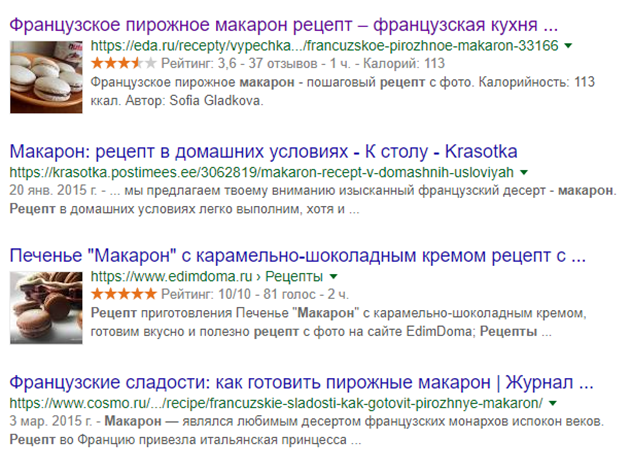 Французское пирожное макарон рецепт – французская кухня ...
https://eda.ru/recepty/vypechka.../francuzskoe-pirozhnoe-makaron-33166
Рейтинг: 3,6 - 37 отзывов - 1 ч. - Калорий: 113
Французское пирожное макарон - пошаговый рецепт с фото. Калорийность: 113
ккал. Автор: Sofia Gladkova.
Макарон: рецепт в домашних условиях - К столу - Krasotka
https://krasotka.postimees.ee/3062819/makaron-recept-v-domashnih-usloviyah
20 янв. 2015 г. - ... мы предлагаем твоему вниманию изысканный французский десерт - макарон.
Рецепт в домашних условиях легко выполним, хотя и ...
Печенье "Макарон" с карамельно-шоколадным кремом рецепт с ...
https://www.edimdoma.ru › Рецепты
Рейтинг: 10/10 - 81 голос - 2 ч.
Рецепт приготовления Печенье "Макарон" с карамельно-шоколадным кремом,
готовим вкусно и полезно рецепт с фото на сайте EdimDoma; Рецепты ...
Французские сладости: как готовить пирожные макарон | Журнал ...
https://www.cosmo.ru/.../recipe/francuzskie-sladosti-kak-gotovit-pirozhnye-makaron/
3 мар. 2015 г. - Макарон — являлся любимым десертом французских монархов испокон веков.
Рецепт во Францию привезла итальянская принцесса ...